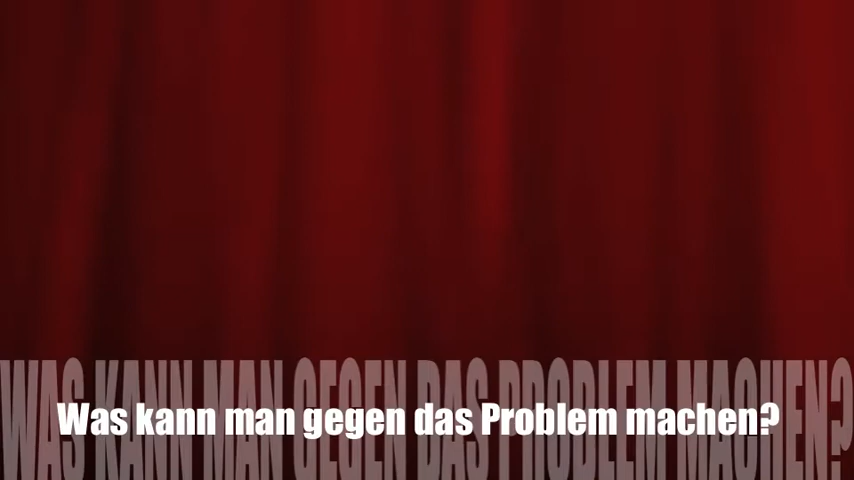 WAS KANN MAN GEGEN DAS PROBLEM MACHEN?
Was kann man gegen das Problem machen?